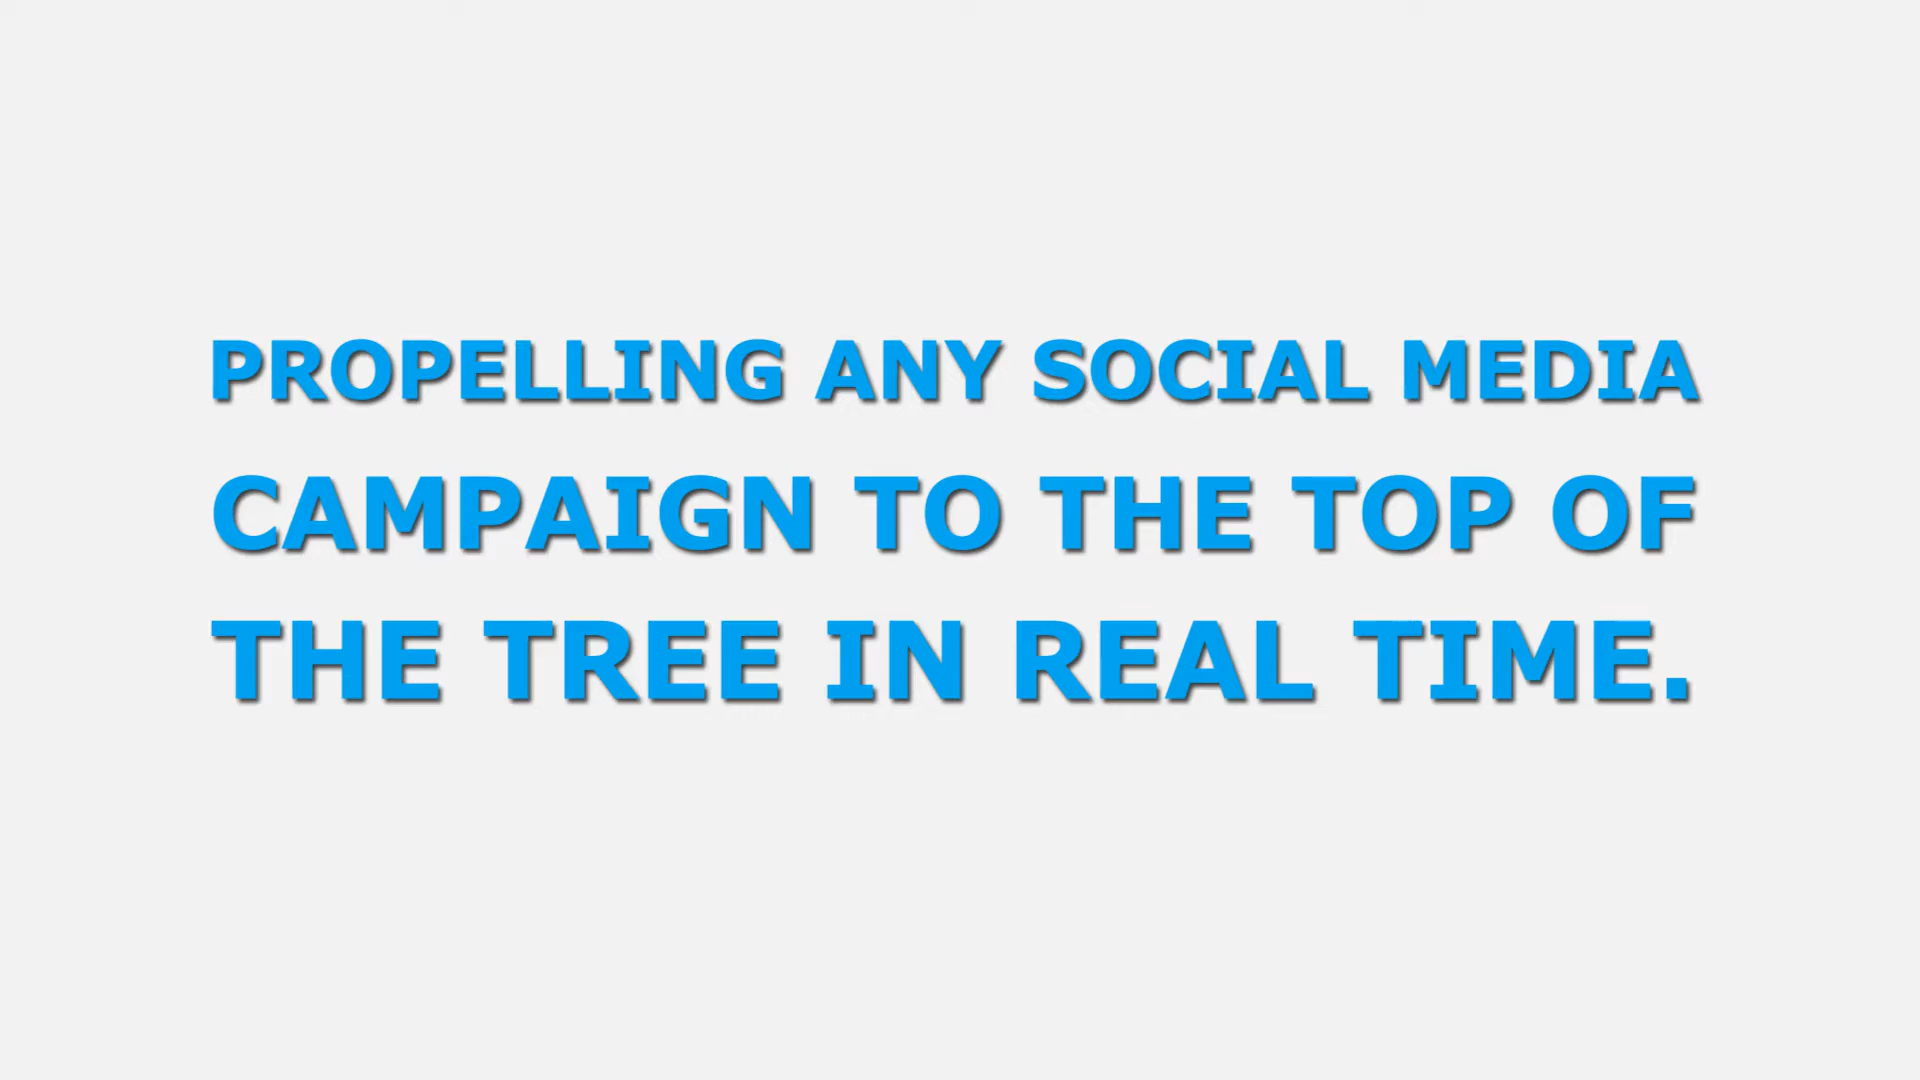 PROPELLING ANY SOCIAL MEDIA
CAMPAIGN TO THE TOP OF
THE TREE IN REAL TIME.